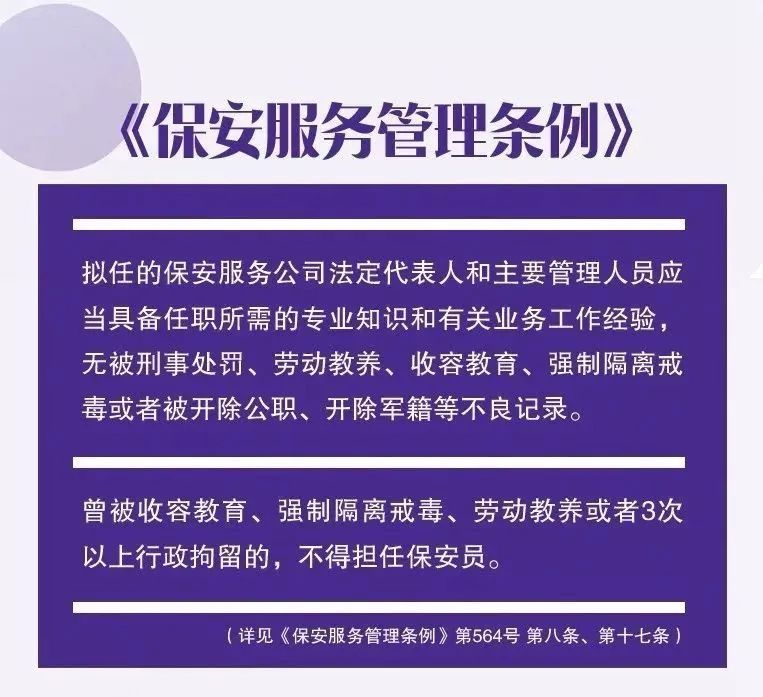 《保安服务管理条例》
拟任的保安服务公司法定代表人和主要管理人员应
当具备任职所需的专业知识和有关业务工作经验，
无被刑事处罚、劳动教养、收容教育、强制隔离戒
毒或者被开除公职、开除军籍等不良记录。
曾被收容教育、强制隔离戒毒、劳动教养或者3次
以上行政拘留的，不得担任保安员。
（详见《保安服务管理条例》第564号 第八条、第十七条）